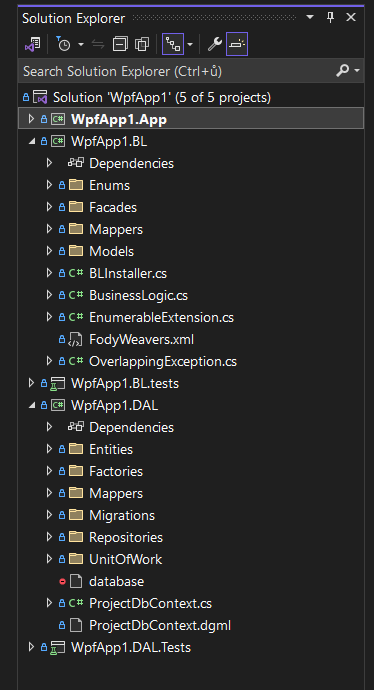 Solution Explorer
Search Solution Explorer (Ctrl+ů)
Solution 'WpfApp1' (5 of 5 projects)
C# WpfApp1.App
C# WpfApp1.BL
Dependencies
Enums
Facades
Mappers
Models
C# BLInstaller.cs
C# BusinessLogic.cs
C# EnumerableExtension.cs
FodyWeavers.xml
C# OverlappingException.cs
WpfApp1.BL.tests
C# WpfApp1.DAL
Dependencies
Entities
Factories
Mappers
Migrations
Repositories
UnitOfWork
database
C# ProjectDbContext.cs
ProjectDbContext.dgml
WpfApp1.DAL.Tests